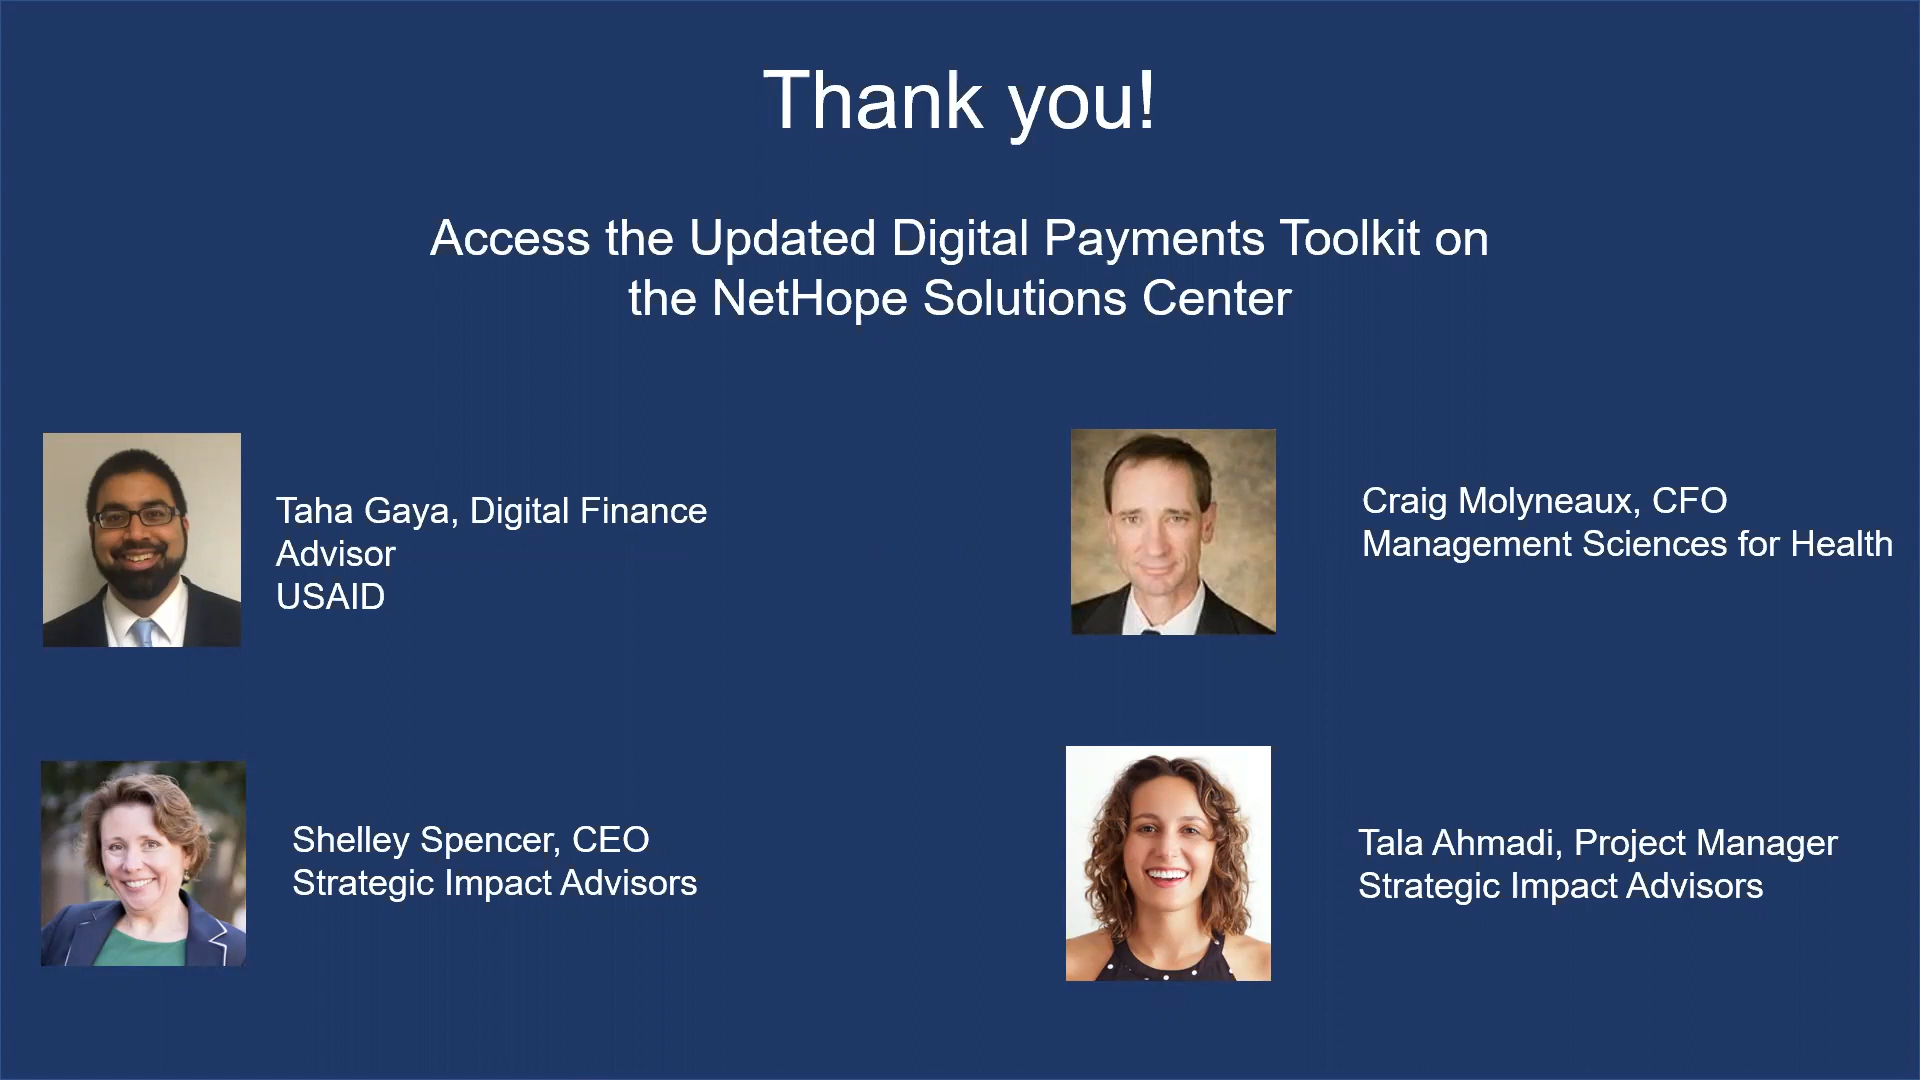 Thank you!
Access the Updated Digital Payments Toolkit on
the NetHope Solutions Center
Taha Gaya, Digital Finance
Advisor
USAID
Craig Molyneaux, CFO
Management Sciences for Health
Shelley Spencer, CEO
Strategic Impact Advisors
Tala Ahmadi, Project Manager
Strategic Impact Advisors